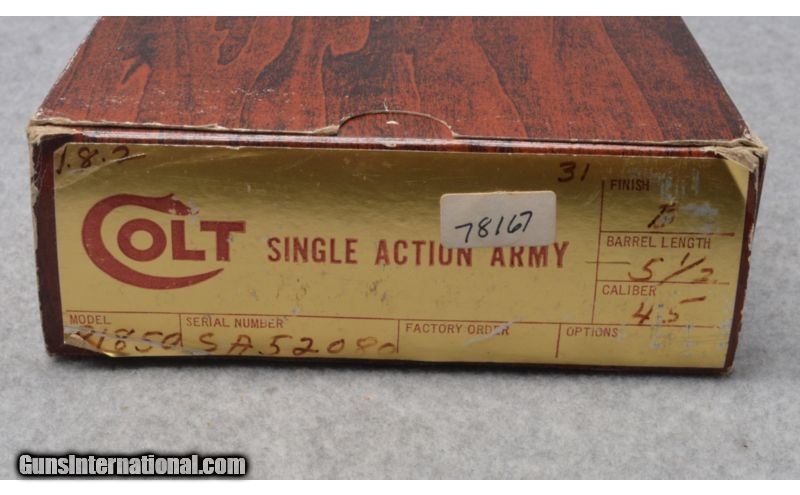 1.8.2
31
COLT
SINGLE ACTION ARMY
78167
FINISH
B
BARREL LENGTH
5 1/2
CALIBER
45
MODEL
SERIAL NUMBER
SA52080
FACTORY ORDER
OPTIONS
GunsInternational.com